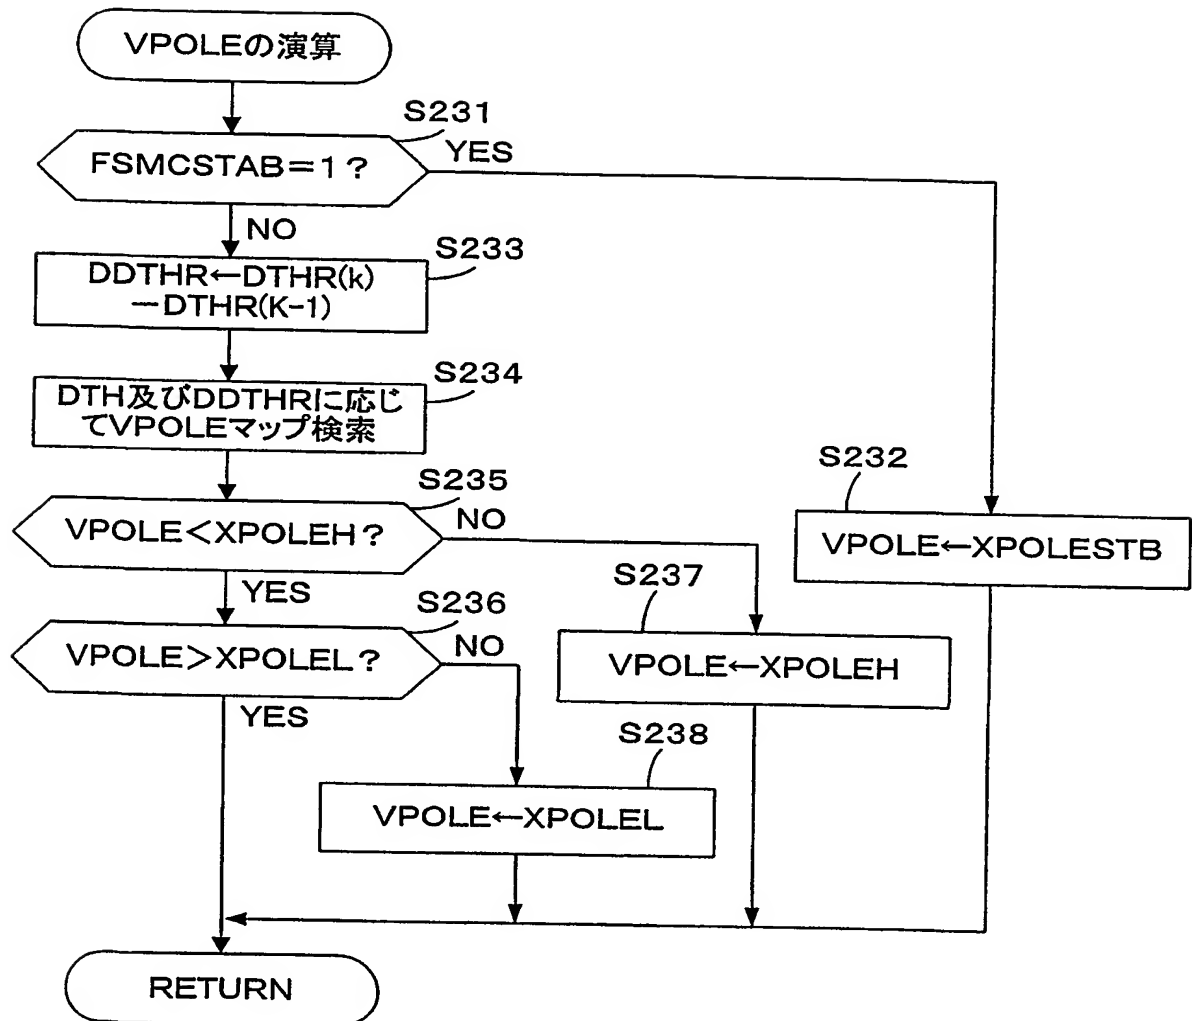 VPOLEの演算
S231
FSMCSTAB=1?
YES
NO
S233
DDTHR←DTHR(k)
−DTHR(K-1)
S234
DTH及びDDTHRに応じ
てVPOLEマップ検索
S232
VPOLE←XPOLESTB
S235
VPOLE<XPOLEH?
NO
YES
S237
VPOLE←XPOLEH
S236
VPOLE>XPOLEL?
NO
YES
S238
VPOLE←XPOLEL
RETURN